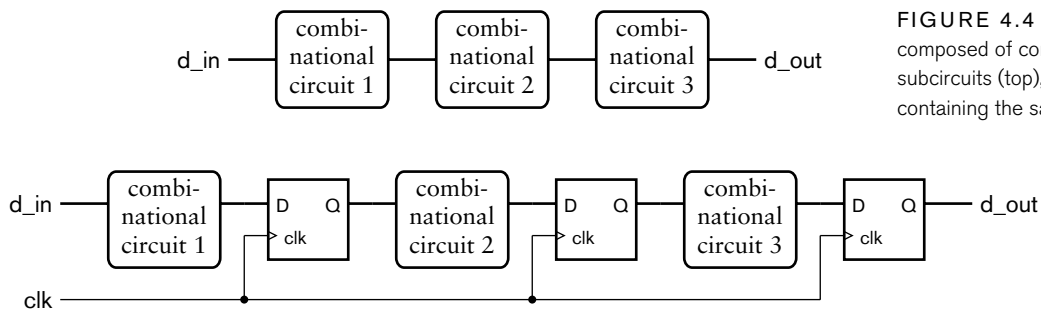 d_in
combi-
national
circuit 1
combi-
national
circuit 2
combi-
national
circuit 3
d_out
FIGURE 4.4
composed of co
subcircuits (top),
containing the sa
d_in
combi-
national
circuit 1
D Q
clk
combi-
national
circuit 2
D Q
clk
combi-
national
circuit 3
D Q
clk
d_out
clk